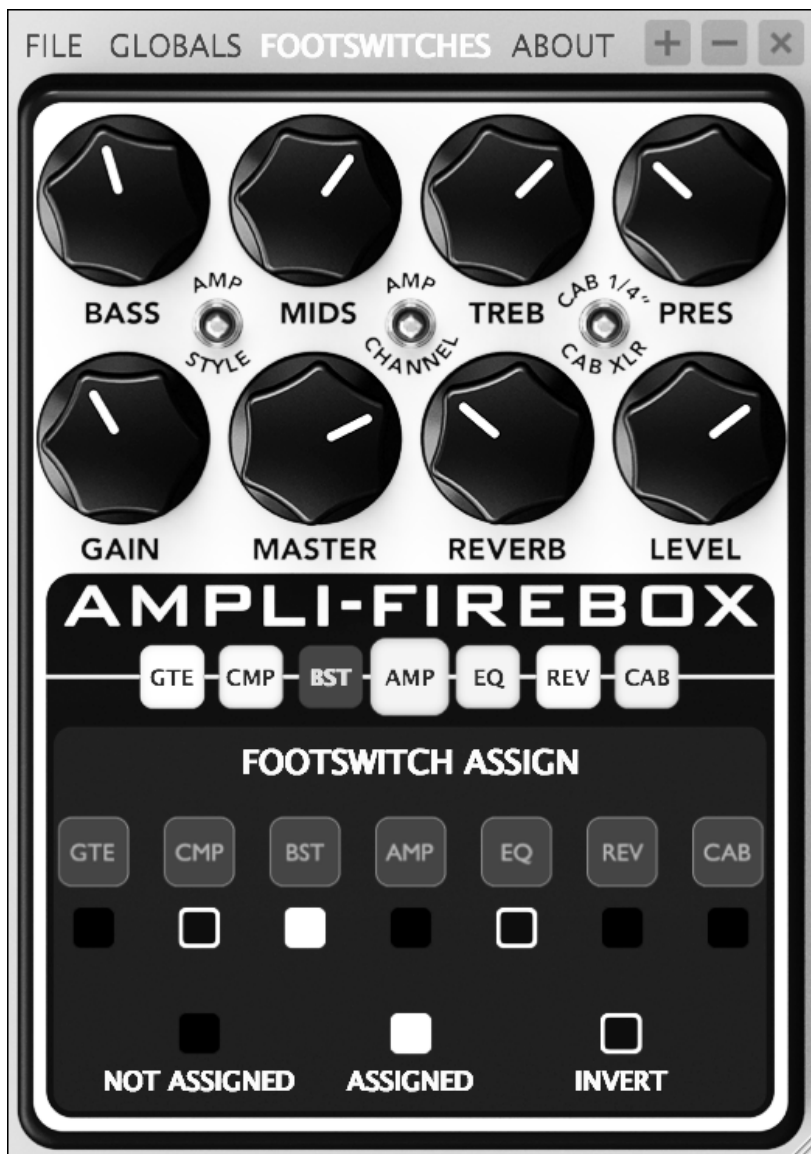 FILE GLOBALS FOOTSWITCHES ABOUT + − ×
AMP AMP CAB 1/4"
BASS MIDS TREB PRES
STYLE CHANNEL CAB XLR
GAIN MASTER REVERB LEVEL
AMPLI-FIREBOX
GTE CMP BST AMP EQ REV CAB
FOOTSWITCH ASSIGN
GTE CMP BST AMP EQ REV CAB
NOT ASSIGNED ASSIGNED INVERT